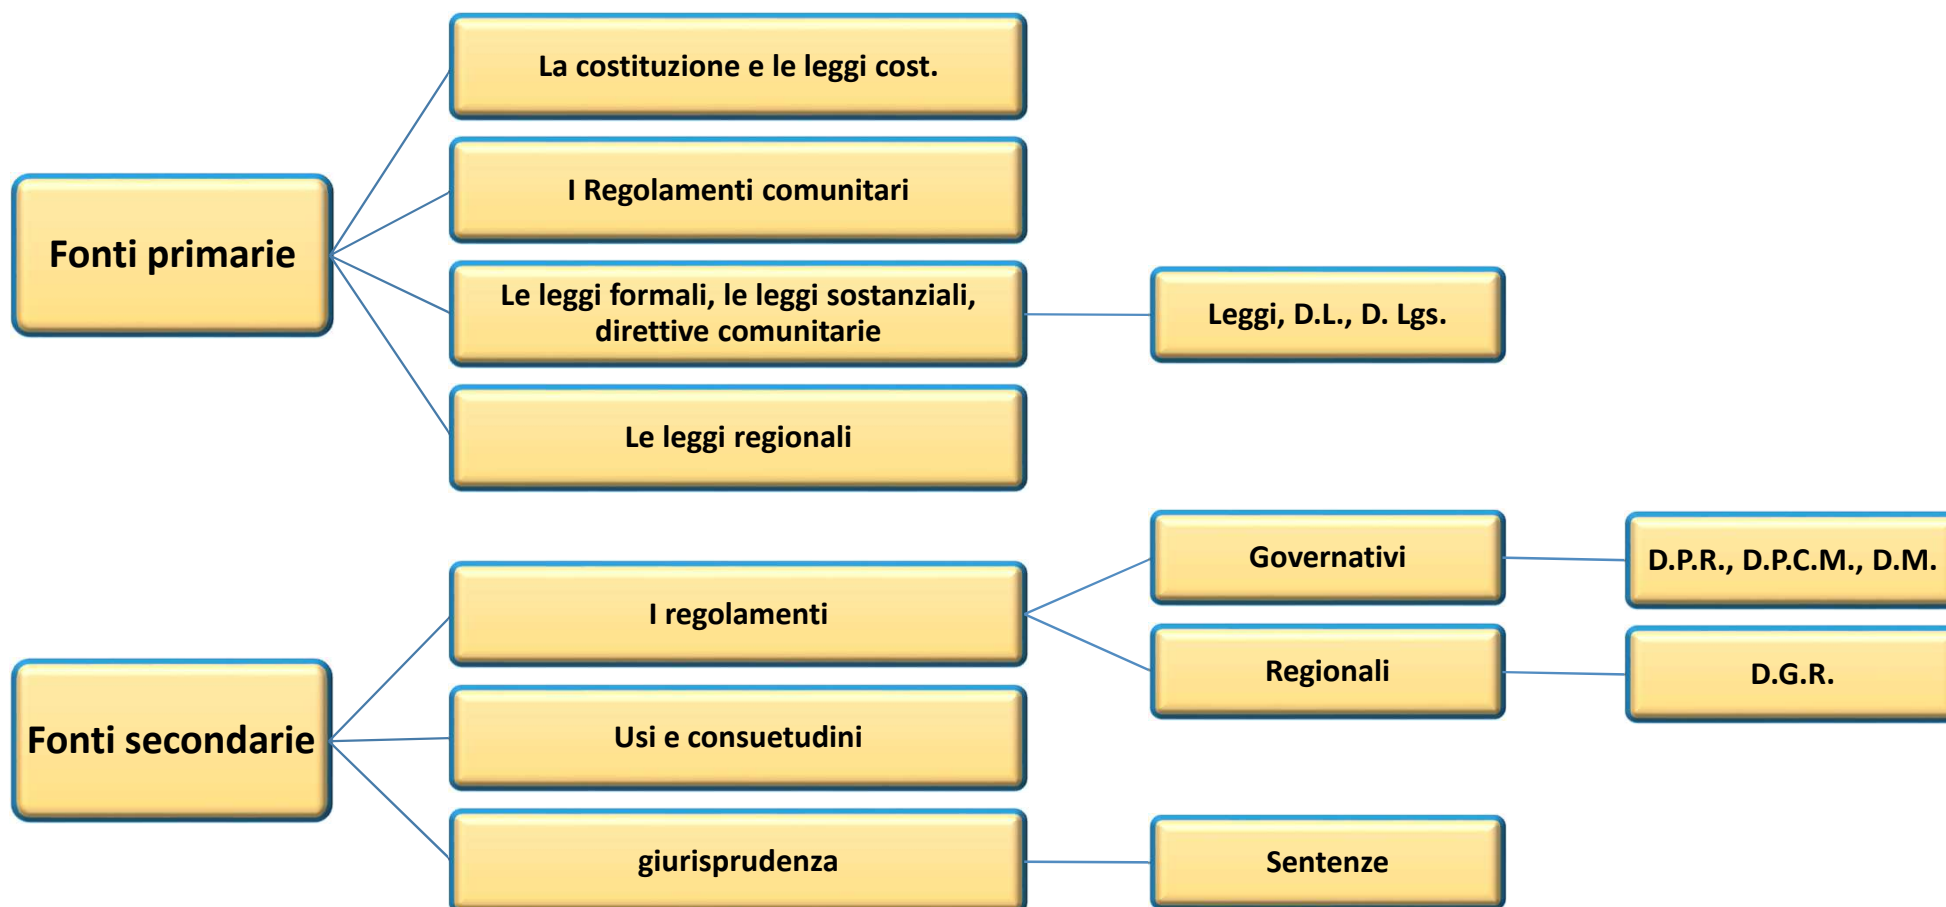 Fonti primarie
La costituzione e le leggi cost.
I Regolamenti comunitari
Le leggi formali, le leggi sostanziali,
direttive comunitarie
Leggi, D.L., D. Lgs.
Le leggi regionali
Fonti secondarie
I regolamenti
Governativi
D.P.R., D.P.C.M., D.M.
Regionali
D.G.R.
Usi e consuetudini
giurisprudenza
Sentenze